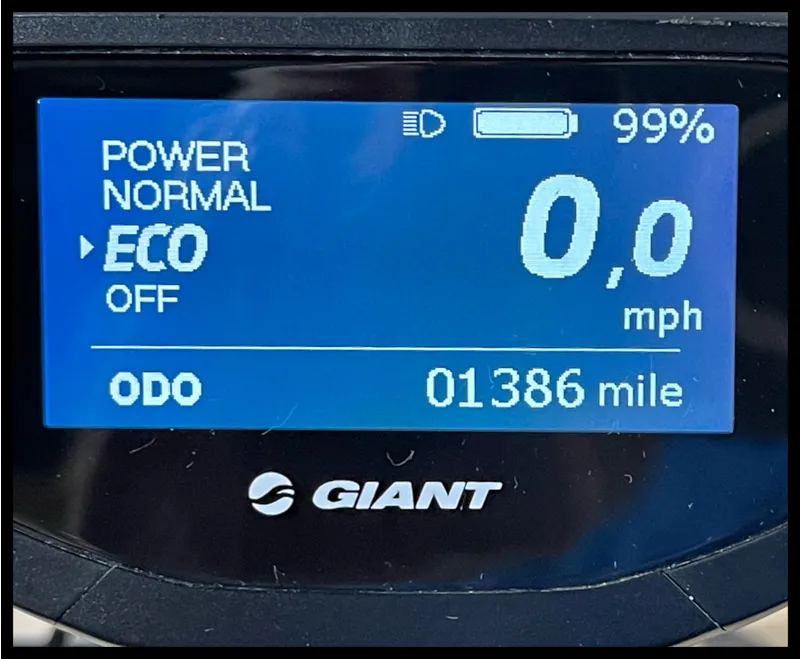 99%
POWER
NORMAL
ECO
OFF
0,0
mph
ODO 01386 mile
GIANT